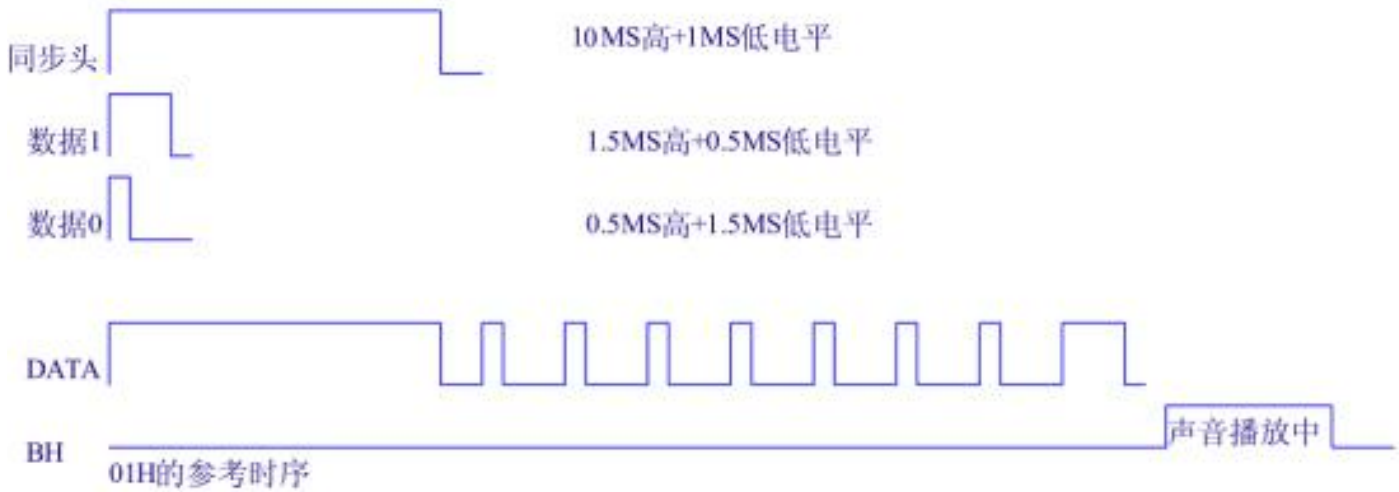 同步头
10MS高+1MS低电平
数据1
1.5MS高+0.5MS低电平
数据0
0.5MS高+1.5MS低电平
DATA
BH
声音播放中
01H的参考时序